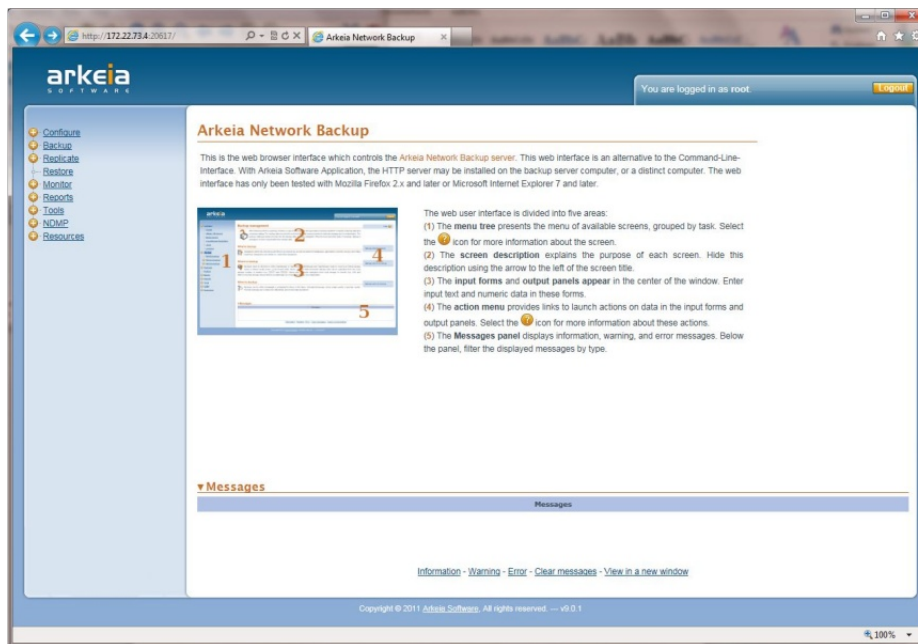 http://172.22.73.4:20617/
Arkeia Network Backup
arkeia
SOFTWARE
You are logged in as root.
Logout
Configure
Backup
Replicate
Restore
Monitor
Reports
Tools
NDMP
Resources
Arkeia Network Backup
This is the web browser interface which controls the Arkeia Network Backup server. This web interface is an alternative to the Command-Line-
Interface. With Arkeia Software Application, the HTTP server may be installed on the backup server computer, or a distinct computer. The web
interface has only been tested with Mozilla Firefox 2.x and later or Microsoft Internet Explorer 7 and later.
1
2
3
4
5
The web user interface is divided into five areas:
(1) The menu tree presents the menu of available screens, grouped by task. Select
the ? icon for more information about the screen.
(2) The screen description explains the purpose of each screen. Hide this
description using the arrow to the left of the screen title.
(3) The input forms and output panels appear in the center of the window. Enter
input text and numeric data in these forms.
(4) The action menu provides links to launch actions on data in the input forms and
output panels. Select the ? icon for more information about these actions.
(5) The Messages panel displays information, warning, and error messages. Below
the panel, filter the displayed messages by type.
Messages
Messages
Information - Warning - Error - Clear messages - View in a new window
Copyright © 2011 Arkeia Software, All rights reserved. — v9.0.1
100%